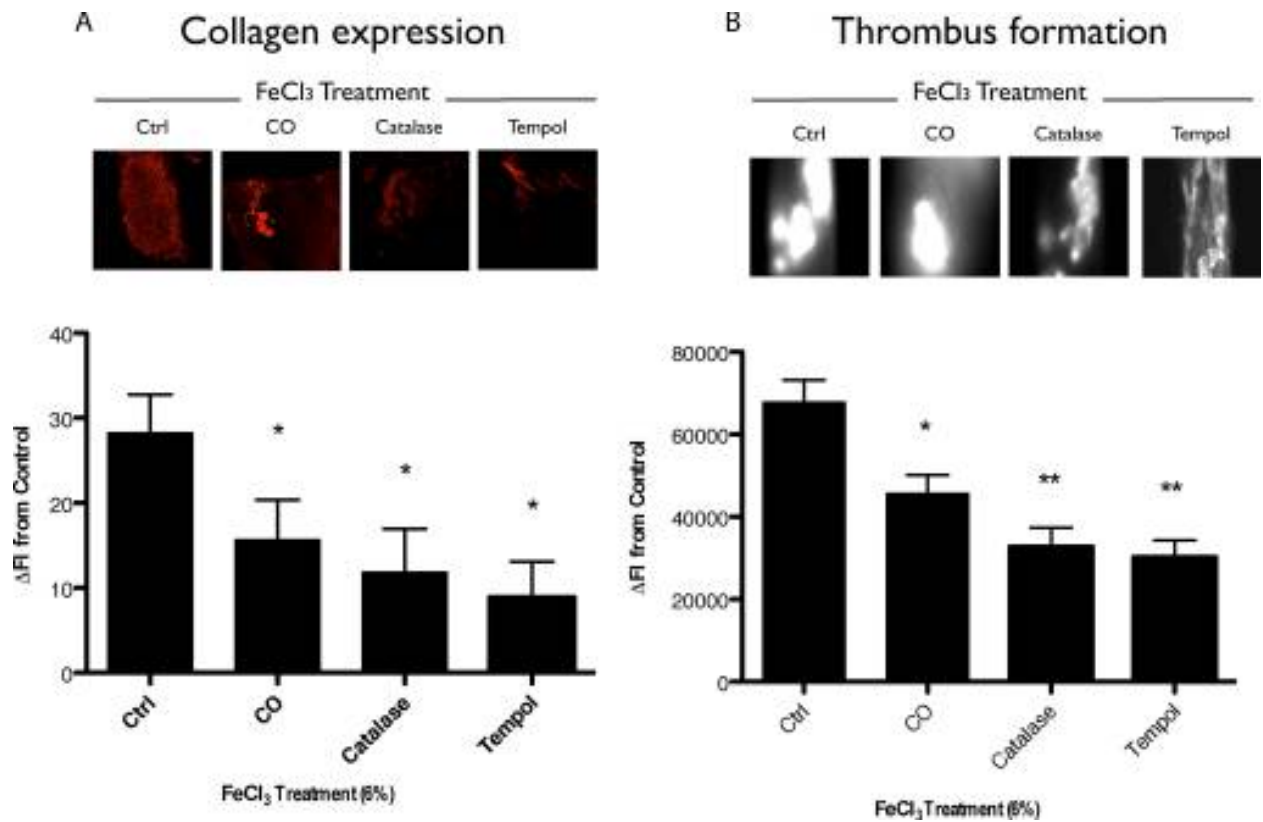 A Collagen expression
FeCl₃ Treatment
Ctrl CO Catalase Tempol
ΔFI from Control
40
30
20
10
0
*
*
*
Ctrl CO Catalase Tempol
FeCl₃ Treatment (6%)
B Thrombus formation
FeCl₃ Treatment
Ctrl CO Catalase Tempol
ΔFI from Control
80000
60000
40000
20000
0
*
**
**
Ctrl CO Catalase Tempol
FeCl₃ Treatment (6%)